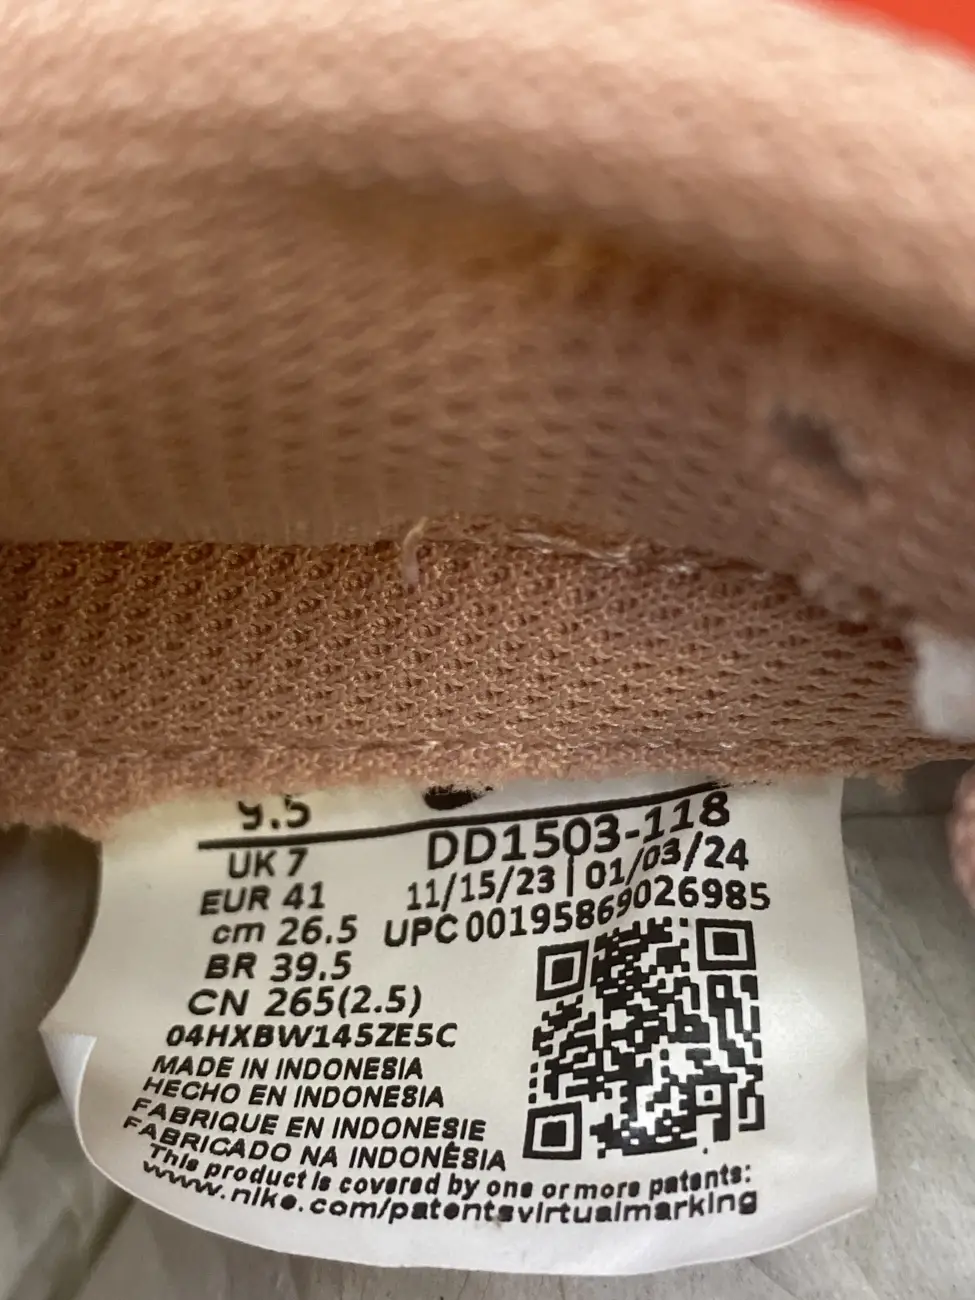 9.5
UK 7
EUR 41
cm 26.5
BR 39.5
CN 265(2.5)
04HXBW145ZE5C
DD1503-118
11/15/23 | 01/03/24
UPC 00195869026985
MADE IN INDONESIA
HECHO EN INDONESIA
FABRIQUE EN INDONESIE
FABRICADO NA INDONÉSIA
This product is covered by one or more patents:
www.nike.com/patentsvirtualmarking